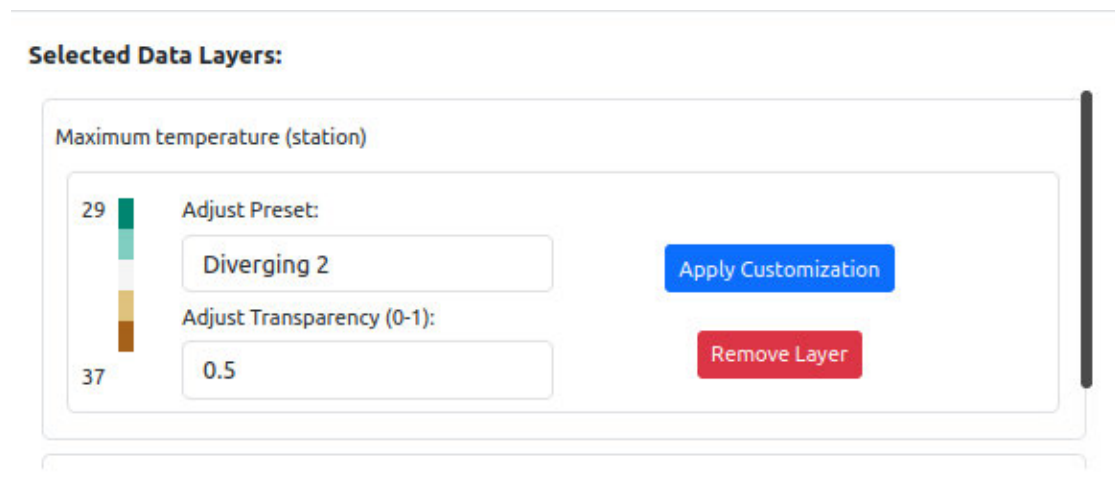 Selected Data Layers:
Maximum temperature (station)
29
Adjust Preset:
Diverging 2
Apply Customization
Adjust Transparency (0-1):
37
0.5
Remove Layer